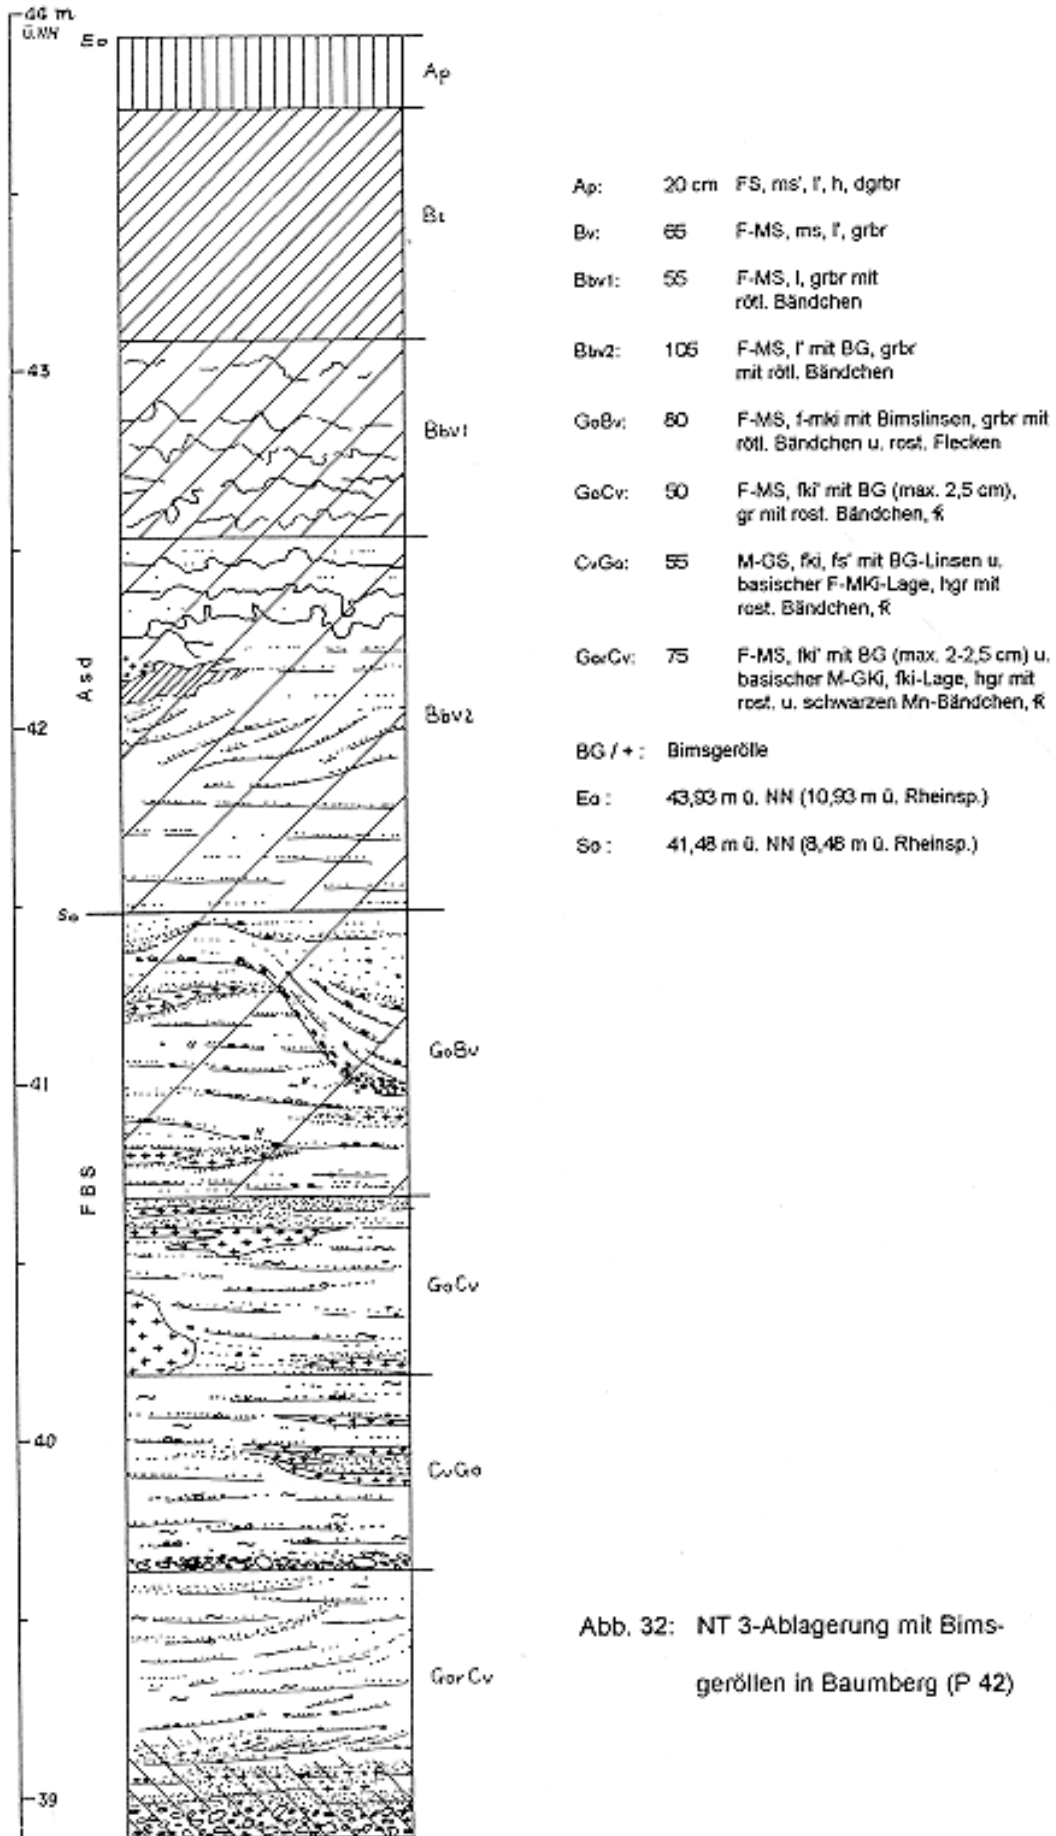 44 m
ü.NN
Eo
Ap
Bt
43
Bbv1
Asd
42
Bbv2
So
GoBv
41
FBS
GoCv
40
CvGo
GorCv
39
Ap: 20 cm FS, ms', l', h, dgrbr
Bv: 65 F-MS, ms, l', grbr
Bbv1: 55 F-MS, l, grbr mit
rötl. Bändchen
Bbv2: 105 F-MS, l' mit BG, grbr
mit rötl. Bändchen
GoBv: 80 F-MS, f-mki mit Bimslinsen, grbr mit
rötl. Bändchen u. rost. Flecken
GoCv: 50 F-MS, fki' mit BG (max. 2,5 cm),
gr mit rost. Bändchen,
CvGo: 55 M-GS, fki, fs' mit BG-Linsen u.
basischer F-MKi-Lage, hgr mit
rost. Bändchen,
GorCv: 75 F-MS, fki' mit BG (max. 2-2,5 cm) u.
basischer M-GKi, fki-Lage, hgr mit
rost. u. schwarzen Mn-Bändchen,
BG / + : Bimsgerölle
Eo : 43,93 m ü. NN (10,93 m ü. Rheinsp.)
So : 41,48 m ü. NN (8,48 m ü. Rheinsp.)
Abb. 32: NT 3-Ablagerung mit Bims-
geröllen in Baumberg (P 42)